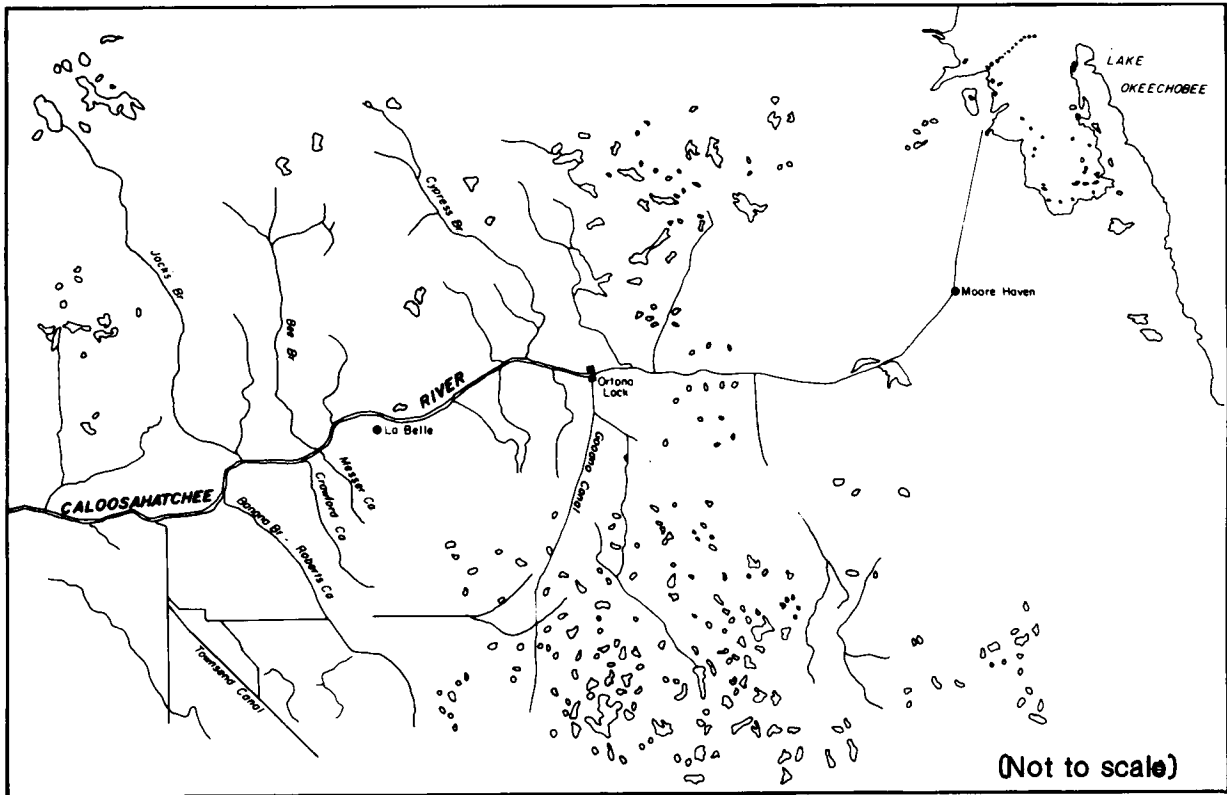 LAKE
OKEECHOBEE
Cypress Br
Jacks Br
Bee Br
Moore Haven
RIVER
Ortona
Lock
La Belle
Goodno Canal
Messer Ca
Crawford Ca
CALOOSAHATCHEE
Banana Br - Roberts Ca
Townsend Canal
(Not to scale)